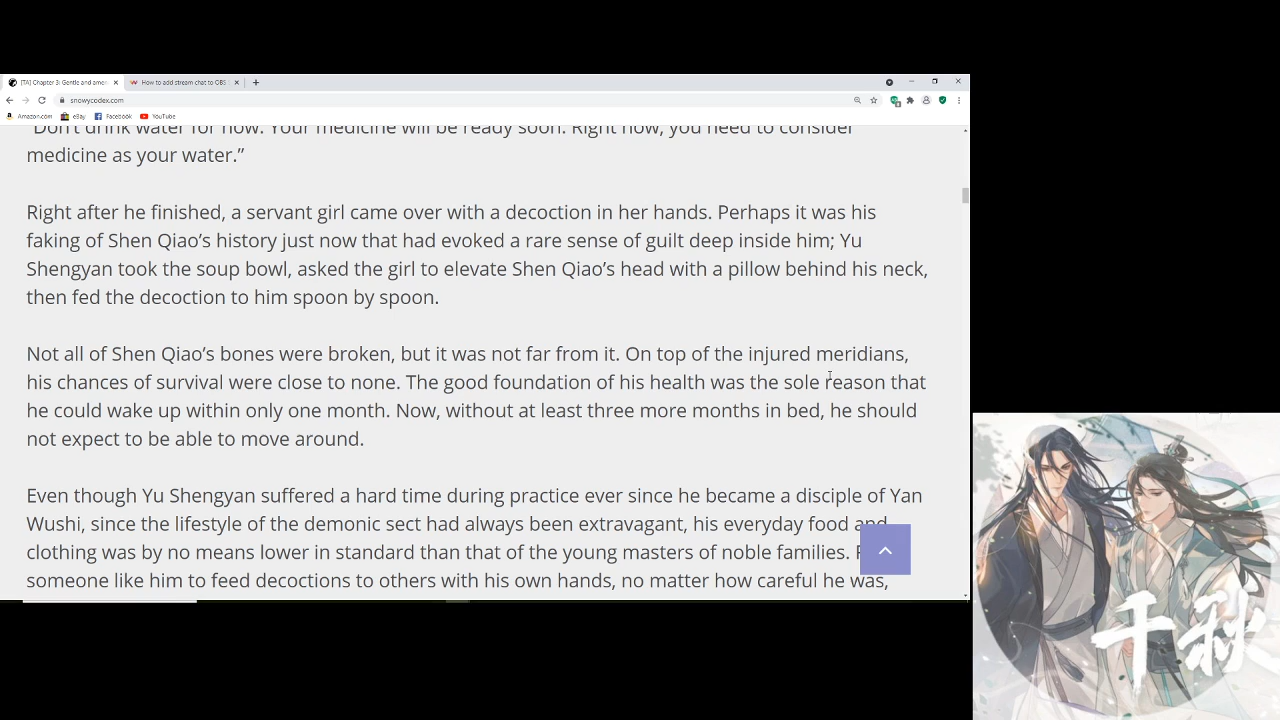 [TA] Chapter 3: Gentle and ame
How to add stream chat to OBS
snowycodex.com
Amazon.com eBay Facebook YouTube
“Don’t drink water for now. Your medicine will be ready soon. Right now, you need to consider
medicine as your water.”
Right after he finished, a servant girl came over with a decoction in her hands. Perhaps it was his
faking of Shen Qiao’s history just now that had evoked a rare sense of guilt deep inside him; Yu
Shengyan took the soup bowl, asked the girl to elevate Shen Qiao’s head with a pillow behind his neck,
then fed the decoction to him spoon by spoon.
Not all of Shen Qiao’s bones were broken, but it was not far from it. On top of the injured meridians,
his chances of survival were close to none. The good foundation of his health was the sole reason that
he could wake up within only one month. Now, without at least three more months in bed, he should
not expect to be able to move around.
Even though Yu Shengyan suffered a hard time during practice ever since he became a disciple of Yan
Wushi, since the lifestyle of the demonic sect had always been extravagant, his everyday food and
clothing was by no means lower in standard than that of the young masters of noble families.
someone like him to feed decoctions to others with his own hands, no matter how careful he was,
千秋